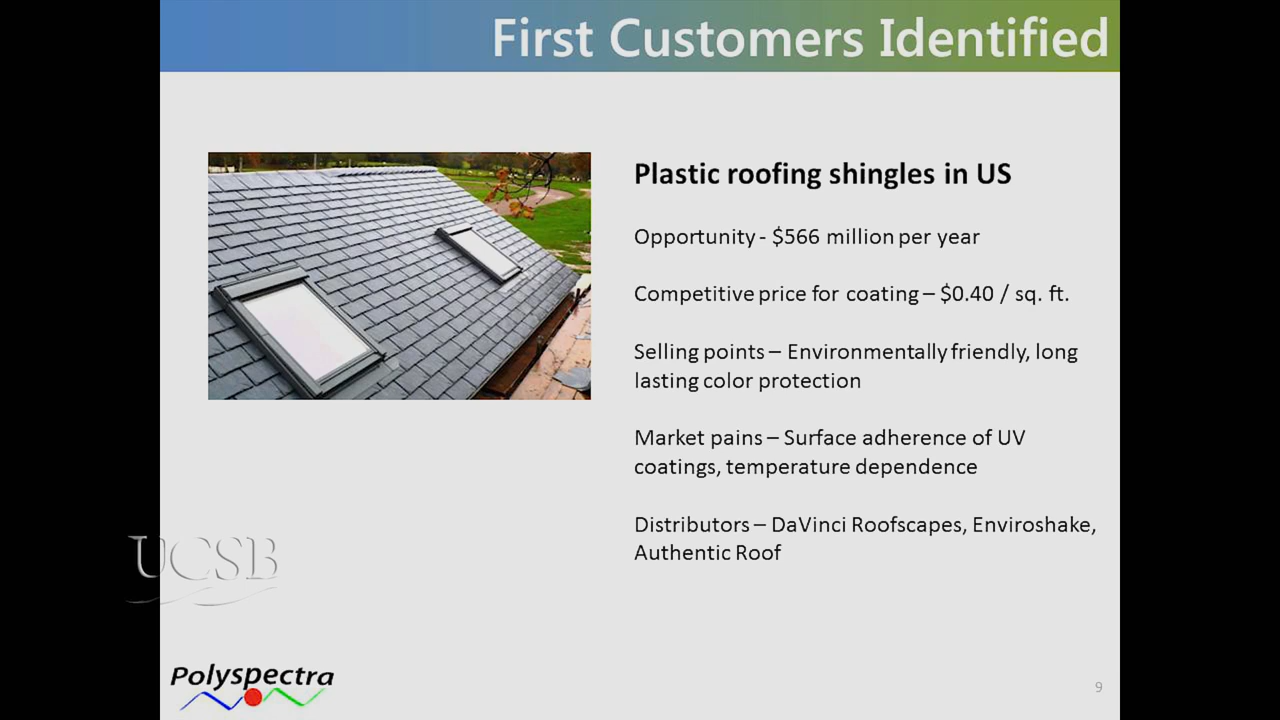 First Customers Identified
Plastic roofing shingles in US
Opportunity - $566 million per year
Competitive price for coating – $0.40 / sq. ft.
Selling points – Environmentally friendly, long
lasting color protection
Market pains – Surface adherence of UV
coatings, temperature dependence
Distributors – DaVinci Roofscapes, Enviroshake,
Authentic Roof
UCSB
Polyspectra
9